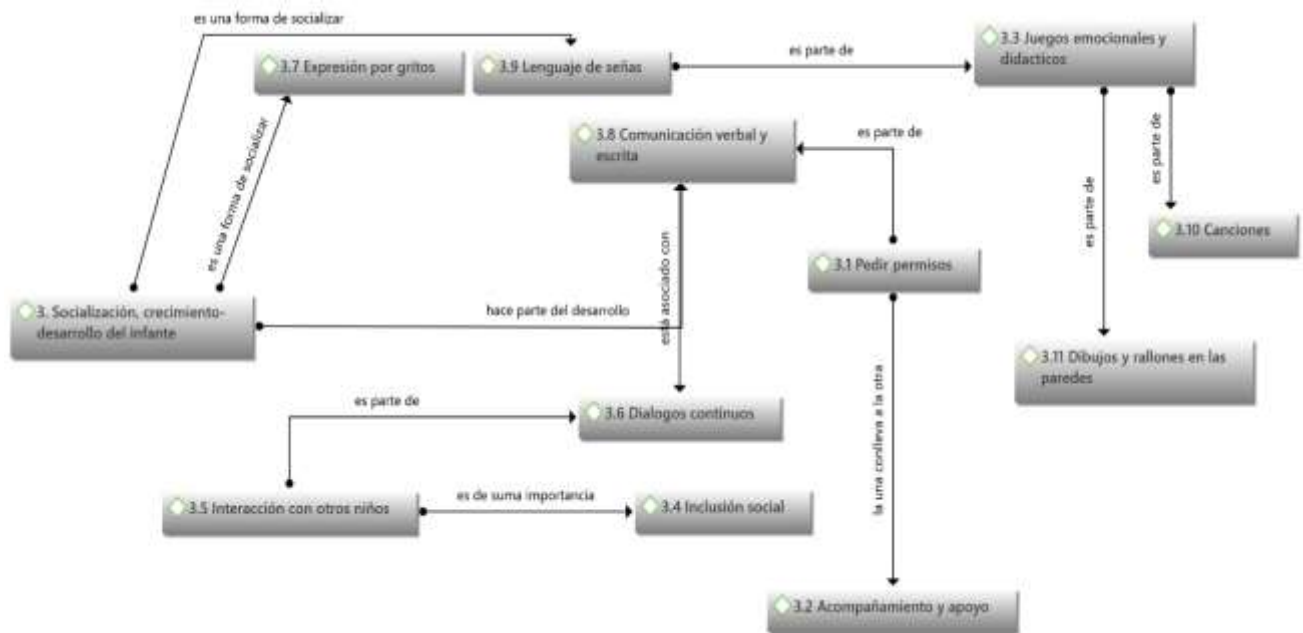 es una forma de socializar
3.7 Expresión por gritos
3.9 Lenguaje de señas
es parte de
3.3 Juegos emocionales y
didacticos
es una forma de socializar
3.8 Comunicación verbal y
escrita
es parte de
es parte de
es parte de
3.10 Canciones
3.1 Pedir permisos
3. Socialización, crecimiento-
desarrollo del infante
hace parte del desarrollo
está asociado con
3.11 Dibujos y rallones en las
paredes
es parte de
3.6 Dialogos continuos
la una conlleva a la otra
3.5 Interacción con otros niños
es de suma importancia
3.4 Inclusión social
3.2 Acompañamiento y apoyo